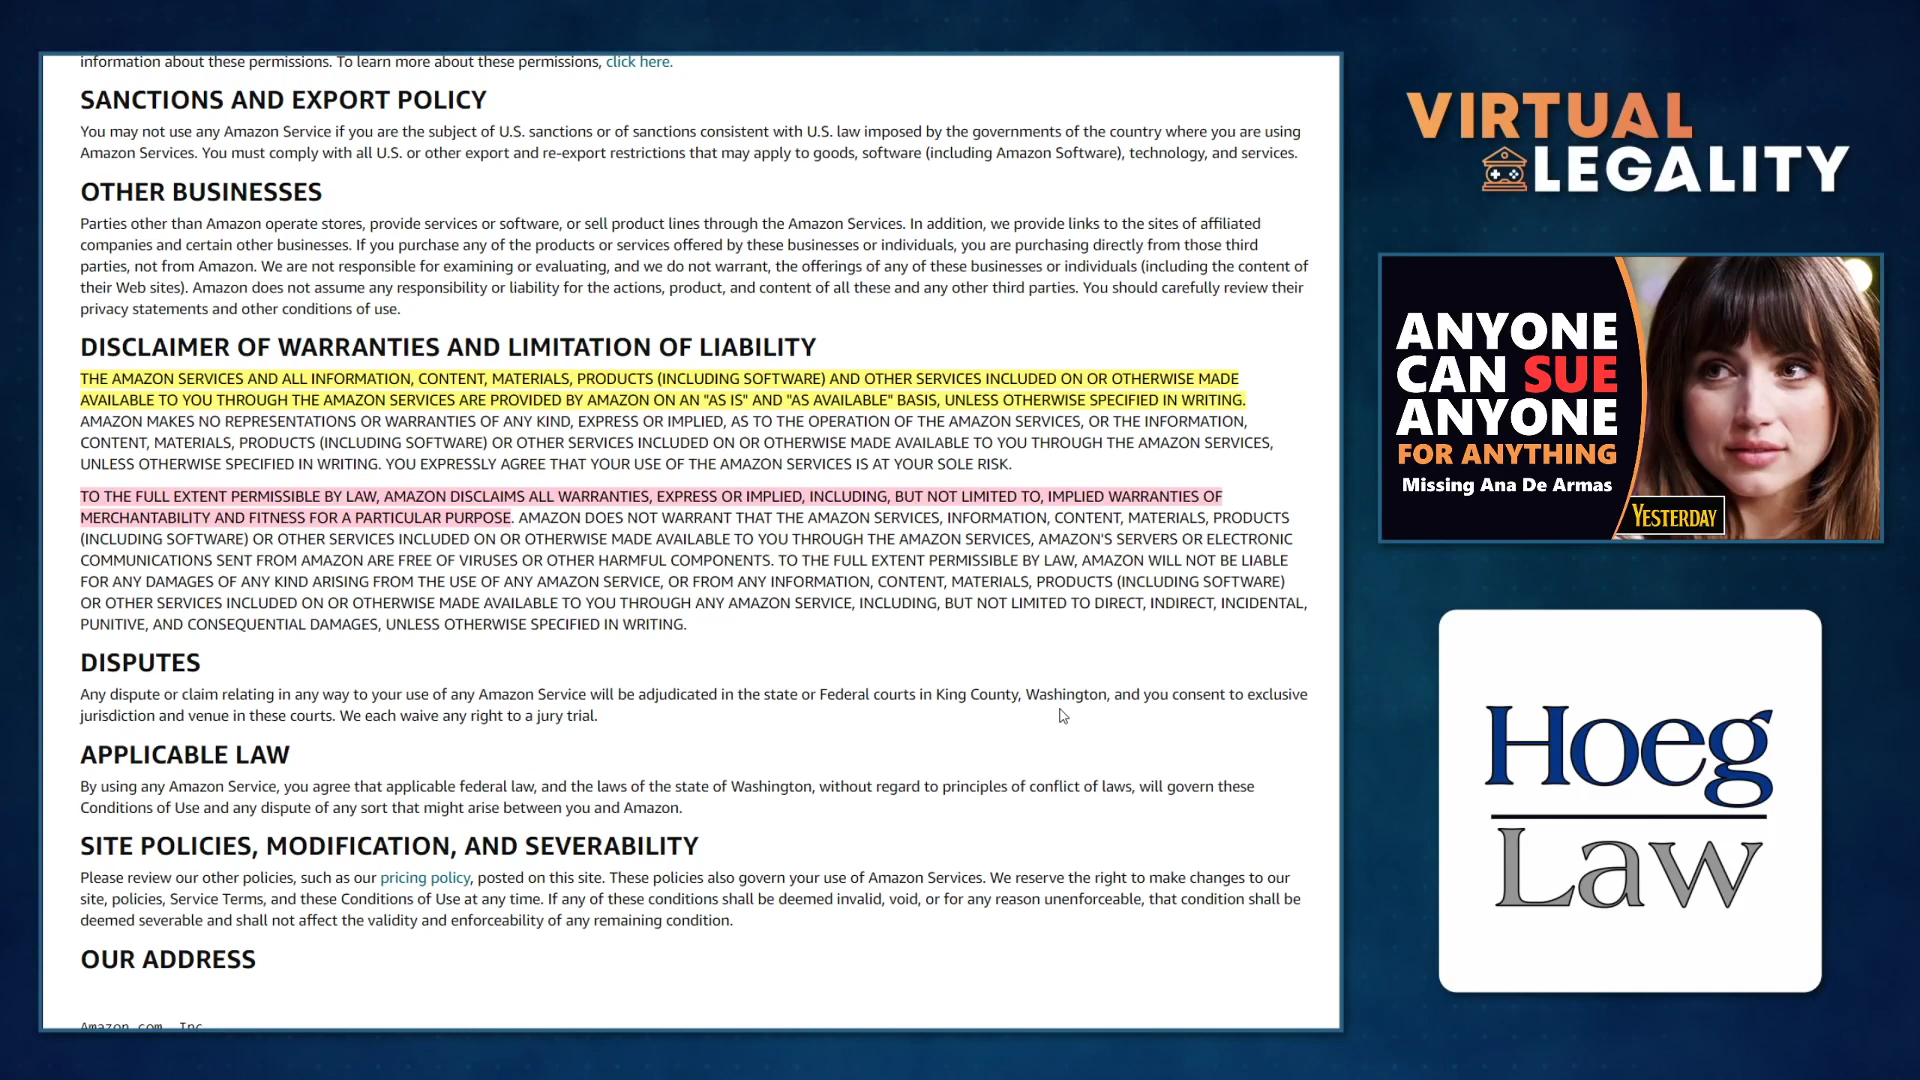 information about these permissions. To learn more about these permissions, click here.
SANCTIONS AND EXPORT POLICY
You may not use any Amazon Service if you are the subject of U.S. sanctions or of sanctions consistent with U.S. law imposed by the governments of the country where you are using
Amazon Services. You must comply with all U.S. or other export and re-export restrictions that may apply to goods, software (including Amazon Software), technology, and services.
OTHER BUSINESSES
Parties other than Amazon operate stores, provide services or software, or sell product lines through the Amazon Services. In addition, we provide links to the sites of affiliated
companies and certain other businesses. If you purchase any of the products or services offered by these businesses or individuals, you are purchasing directly from those third
parties, not from Amazon. We are not responsible for examining or evaluating, and we do not warrant, the offerings of any of these businesses or individuals (including the content of
their Web sites). Amazon does not assume any responsibility or liability for the actions, product, and content of all these and any other third parties. You should carefully review their
privacy statements and other conditions of use.
DISCLAIMER OF WARRANTIES AND LIMITATION OF LIABILITY
THE AMAZON SERVICES AND ALL INFORMATION, CONTENT, MATERIALS, PRODUCTS (INCLUDING SOFTWARE) AND OTHER SERVICES INCLUDED ON OR OTHERWISE MADE
AVAILABLE TO YOU THROUGH THE AMAZON SERVICES ARE PROVIDED BY AMAZON ON AN "AS IS" AND "AS AVAILABLE" BASIS, UNLESS OTHERWISE SPECIFIED IN WRITING.
AMAZON MAKES NO REPRESENTATIONS OR WARRANTIES OF ANY KIND, EXPRESS OR IMPLIED, AS TO THE OPERATION OF THE AMAZON SERVICES, OR THE INFORMATION,
CONTENT, MATERIALS, PRODUCTS (INCLUDING SOFTWARE) OR OTHER SERVICES INCLUDED ON OR OTHERWISE MADE AVAILABLE TO YOU THROUGH THE AMAZON SERVICES,
UNLESS OTHERWISE SPECIFIED IN WRITING. YOU EXPRESSLY AGREE THAT YOUR USE OF THE AMAZON SERVICES IS AT YOUR SOLE RISK.
TO THE FULL EXTENT PERMISSIBLE BY LAW, AMAZON DISCLAIMS ALL WARRANTIES, EXPRESS OR IMPLIED, INCLUDING, BUT NOT LIMITED TO, IMPLIED WARRANTIES OF
MERCHANTABILITY AND FITNESS FOR A PARTICULAR PURPOSE. AMAZON DOES NOT WARRANT THAT THE AMAZON SERVICES, INFORMATION, CONTENT, MATERIALS, PRODUCTS
(INCLUDING SOFTWARE) OR OTHER SERVICES INCLUDED ON OR OTHERWISE MADE AVAILABLE TO YOU THROUGH THE AMAZON SERVICES, AMAZON'S SERVERS OR ELECTRONIC
COMMUNICATIONS SENT FROM AMAZON ARE FREE OF VIRUSES OR OTHER HARMFUL COMPONENTS. TO THE FULL EXTENT PERMISSIBLE BY LAW, AMAZON WILL NOT BE LIABLE
FOR ANY DAMAGES OF ANY KIND ARISING FROM THE USE OF ANY AMAZON SERVICE, OR FROM ANY INFORMATION, CONTENT, MATERIALS, PRODUCTS (INCLUDING SOFTWARE)
OR OTHER SERVICES INCLUDED ON OR OTHERWISE MADE AVAILABLE TO YOU THROUGH ANY AMAZON SERVICE, INCLUDING, BUT NOT LIMITED TO DIRECT, INDIRECT, INCIDENTAL,
PUNITIVE, AND CONSEQUENTIAL DAMAGES, UNLESS OTHERWISE SPECIFIED IN WRITING.
DISPUTES
Any dispute or claim relating in any way to your use of any Amazon Service will be adjudicated in the state or Federal courts in King County, Washington, and you consent to exclusive
jurisdiction and venue in these courts. We each waive any right to a jury trial.
APPLICABLE LAW
By using any Amazon Service, you agree that applicable federal law, and the laws of the state of Washington, without regard to principles of conflict of laws, will govern these
Conditions of Use and any dispute of any sort that might arise between you and Amazon.
SITE POLICIES, MODIFICATION, AND SEVERABILITY
Please review our other policies, such as our pricing policy, posted on this site. These policies also govern your use of Amazon Services. We reserve the right to make changes to our
site, policies, Service Terms, and these Conditions of Use at any time. If any of these conditions shall be deemed invalid, void, or for any reason unenforceable, that condition shall be
deemed severable and shall not affect the validity and enforceability of any remaining condition.
OUR ADDRESS
Amazon.com, Inc.
VIRTUAL
LEGALITY
ANYONE
CAN SUE
ANYONE
FOR ANYTHING
Missing Ana De Armas
YESTERDAY
Hoeg
Law